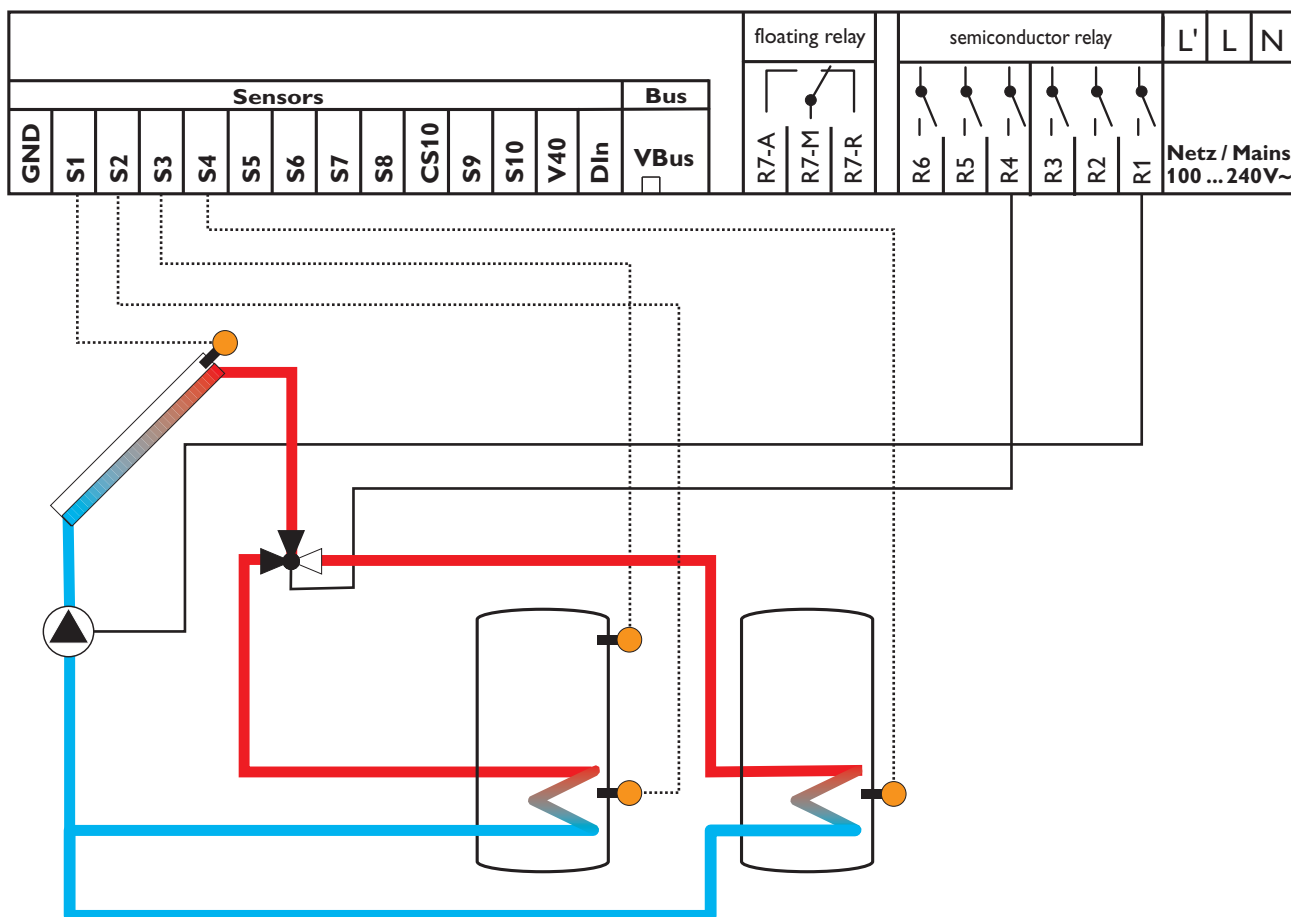 floating relay
semiconductor relay
L'
L
N
Sensors
Bus
GND
S1
S2
S3
S4
S5
S6
S7
S8
CS10
S9
S10
V40
DIn
VBus
R7-A
R7-M
R7-R
R6
R5
R4
R3
R2
R1
Netz / Mains
100 ... 240V~